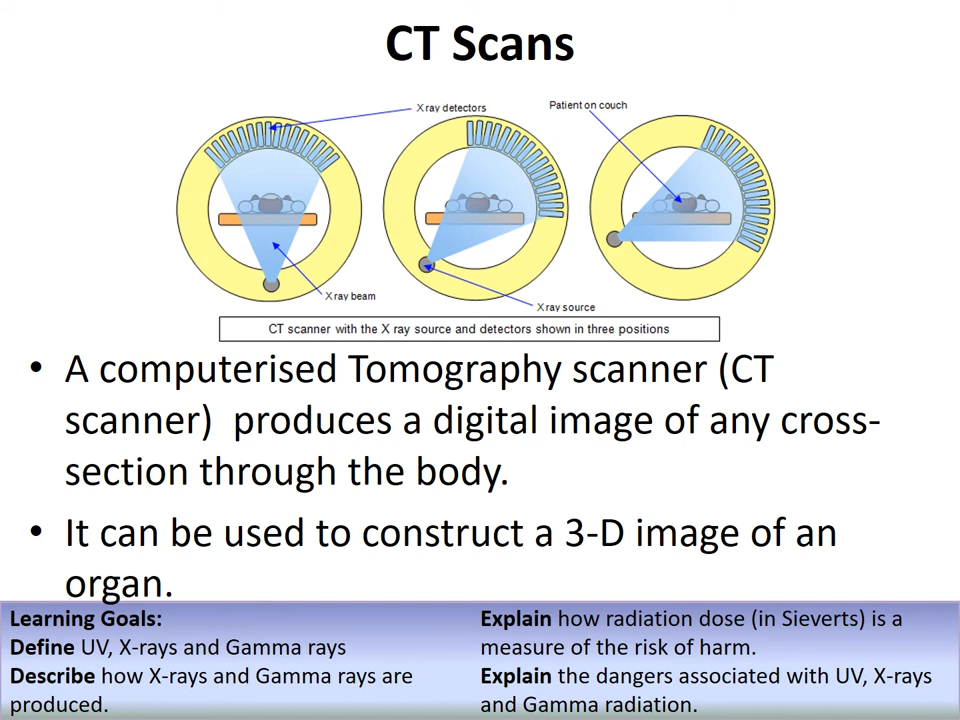 CT Scans
X ray detectors
Patient on couch
X ray beam
X ray source
CT scanner with the X ray source and detectors shown in three positions
• A computerised Tomography scanner (CT
scanner)  produces a digital image of any cross-
section through the body.
• It can be used to construct a 3-D image of an
organ.
Learning Goals:
Define UV, X-rays and Gamma rays
Describe how X-rays and Gamma rays are
produced.
Explain how radiation dose (in Sieverts) is a
measure of the risk of harm.
Explain the dangers associated with UV, X-rays
and Gamma radiation.